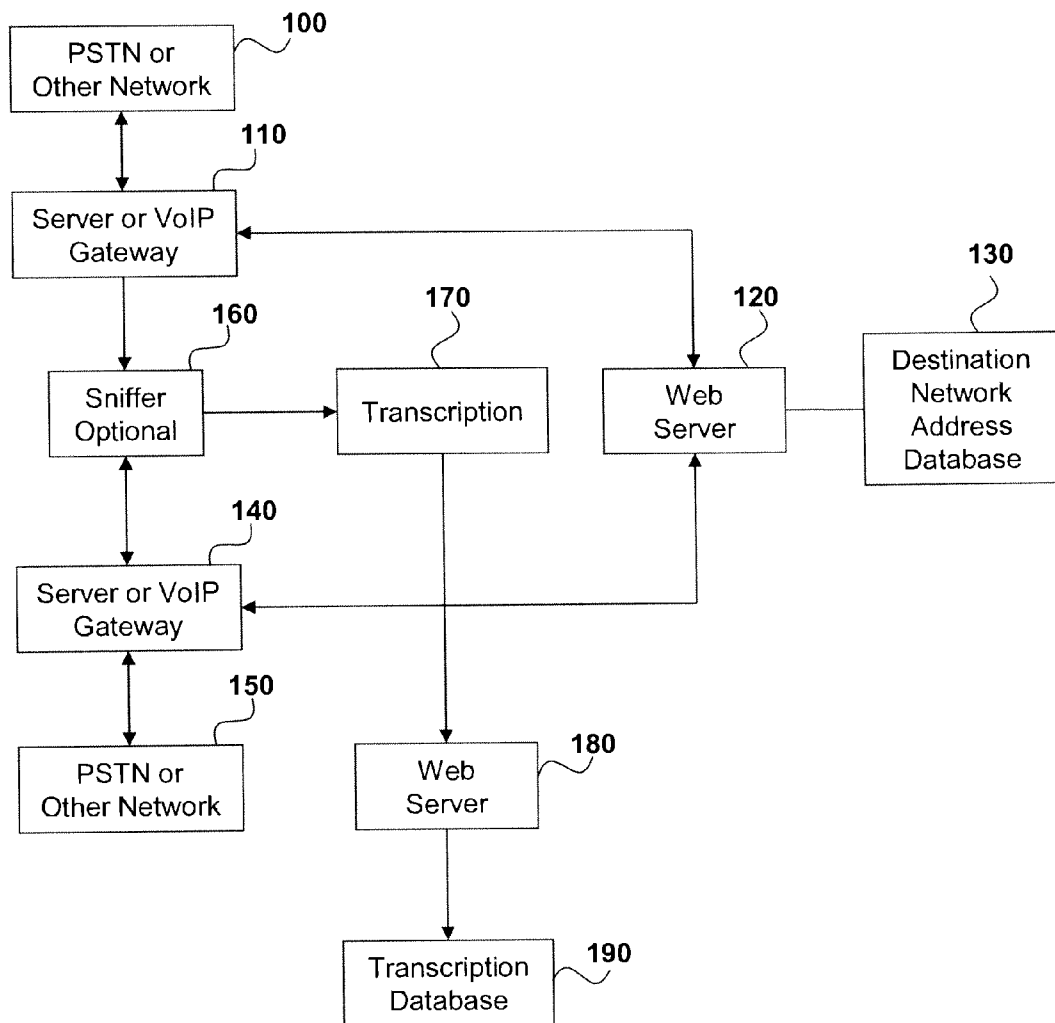 100
PSTN or
Other Network
110
Server or VoIP
Gateway
160
Sniffer
Optional
170
Transcription
120
Web
Server
130
Destination
Network
Address
Database
140
Server or VoIP
Gateway
150
PSTN or
Other Network
180
Web
Server
190
Transcription
Database